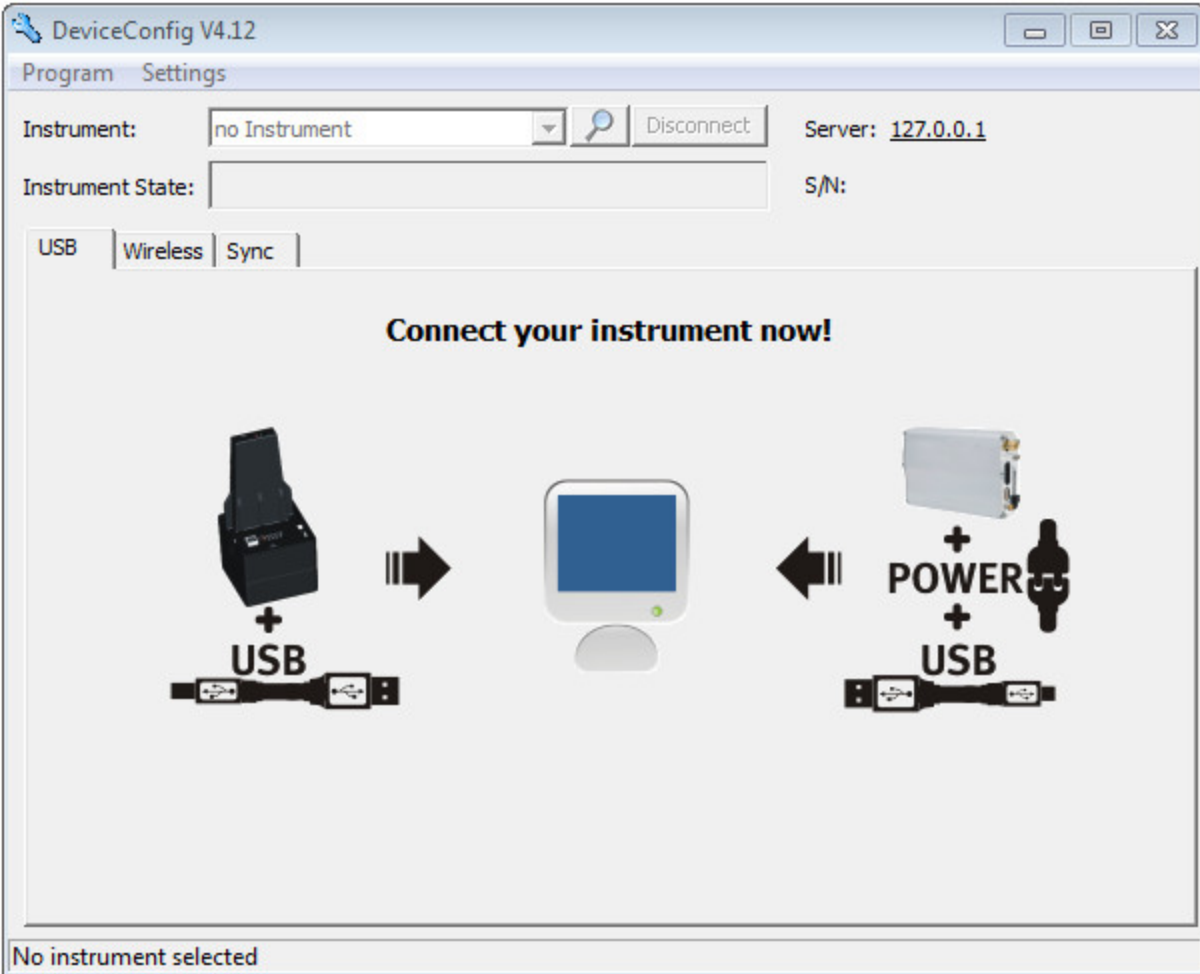 DeviceConfig V4.12
Program Settings
Instrument: no Instrument Disconnect Server: 127.0.0.1
Instrument State: S/N:
USB Wireless Sync
Connect your instrument now!
+
POWER
+ +
USB USB
No instrument selected